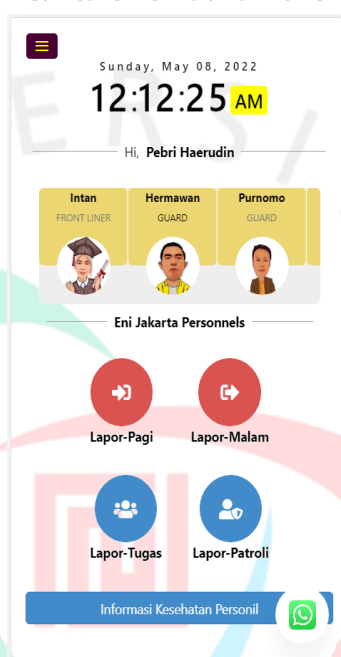 Sunday, May 08, 2022
12:12:25 AM
Hi, Pebri Haerudin
Intan Hermawan Purnomo
FRONT LINER GUARD GUARD
Eni Jakarta Personnels
Lapor-Pagi Lapor-Malam
Lapor-Tugas Lapor-Patroli
Informasi Kesehatan Personil